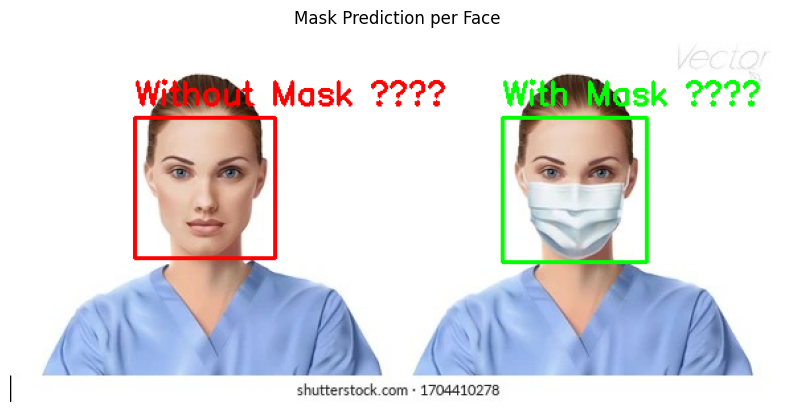 Mask Prediction per Face
Vector
Without Mask ????
With Mask ????
shutterstock.com · 1704410278